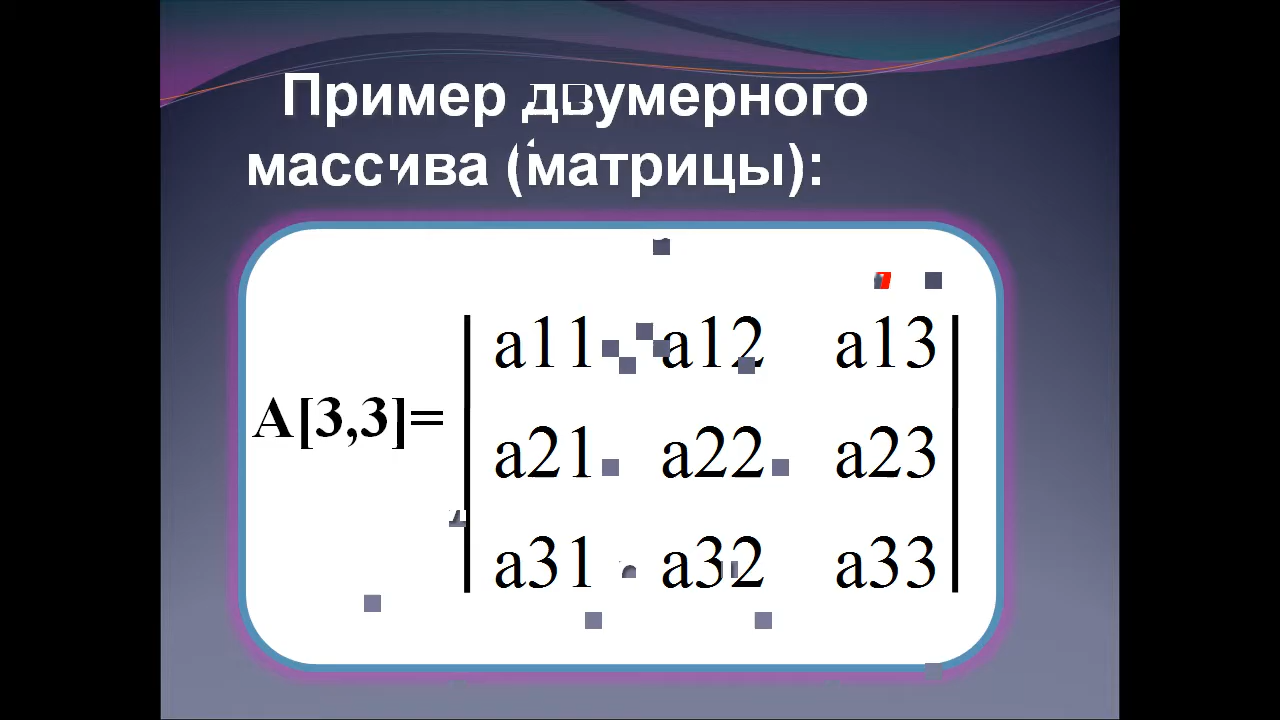 Пример двумерного
массива (матрицы):
a11 a12 a13
A[3,3]=
a21 a22 a23
a31 a32 a33